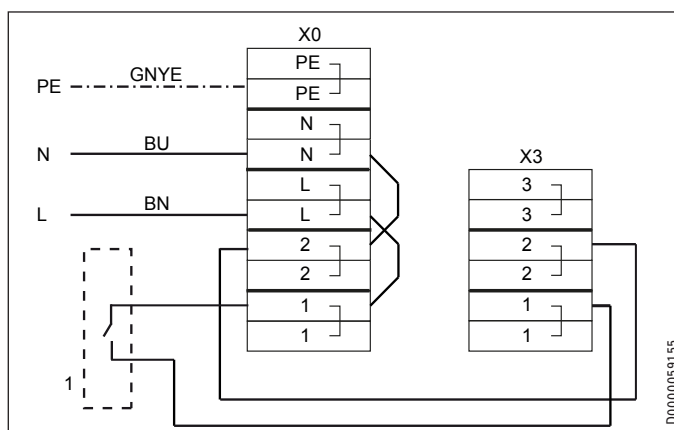 X0
PE
PE GNYE PE
N
N BU N
X3
L 3
L BN L 3
2 2
2 2
1 1
1 1
1
D0000059155